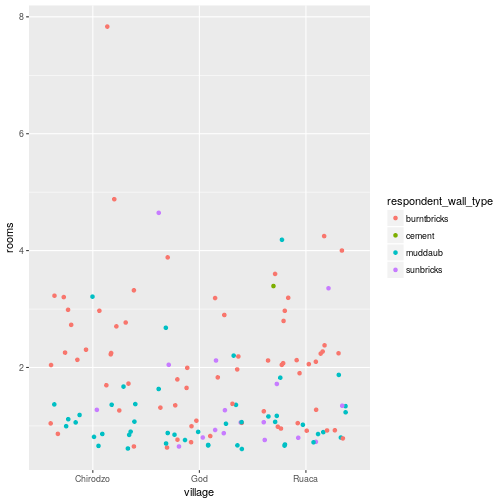 8
6
4
2
rooms
Chirodzo God Ruaca
village
respondent_wall_type
burntbricks
cement
muddaub
sunbricks